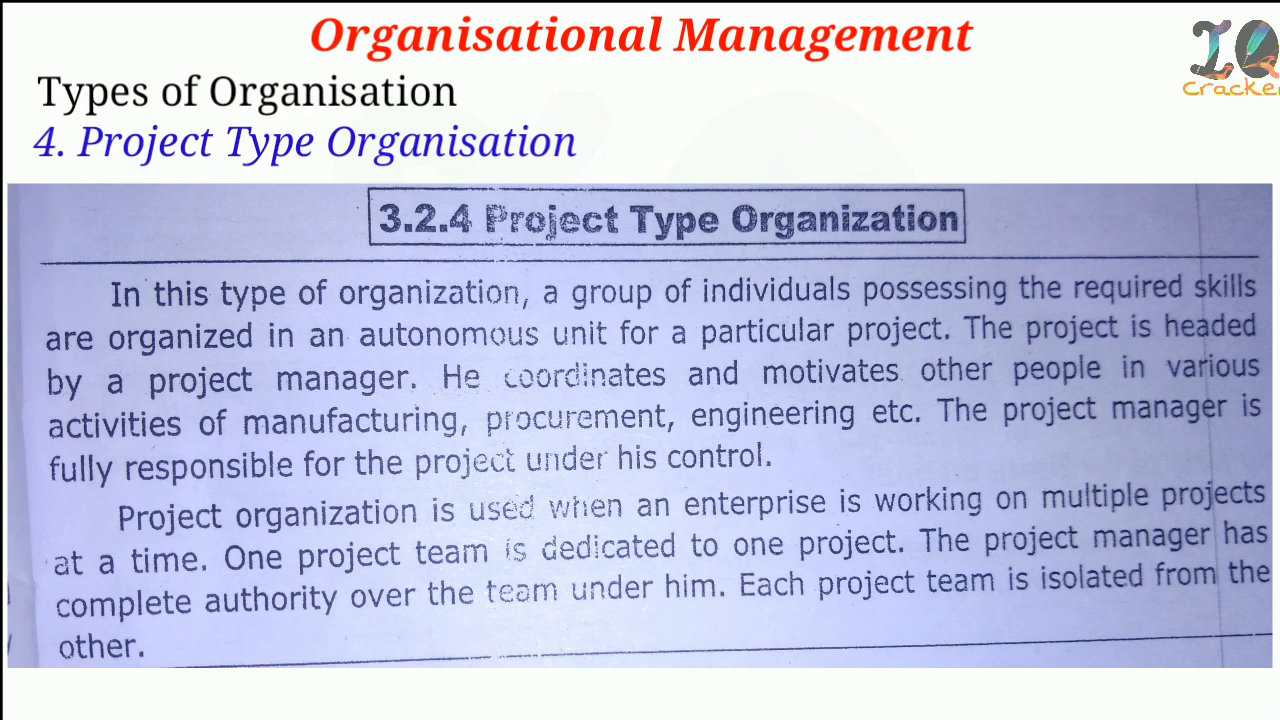 Organisational Management
IQ
Cracker
Types of Organisation
4. Project Type Organisation
3.2.4 Project Type Organization
In this type of organization, a group of individuals possessing the required skills
are organized in an autonomous unit for a particular project. The project is headed
by a project manager. He coordinates and motivates other people in various
activities of manufacturing, procurement, engineering etc. The project manager is
fully responsible for the project under his control.
Project organization is used when an enterprise is working on multiple projects
at a time. One project team is dedicated to one project. The project manager has
complete authority over the team under him. Each project team is isolated from the
other.